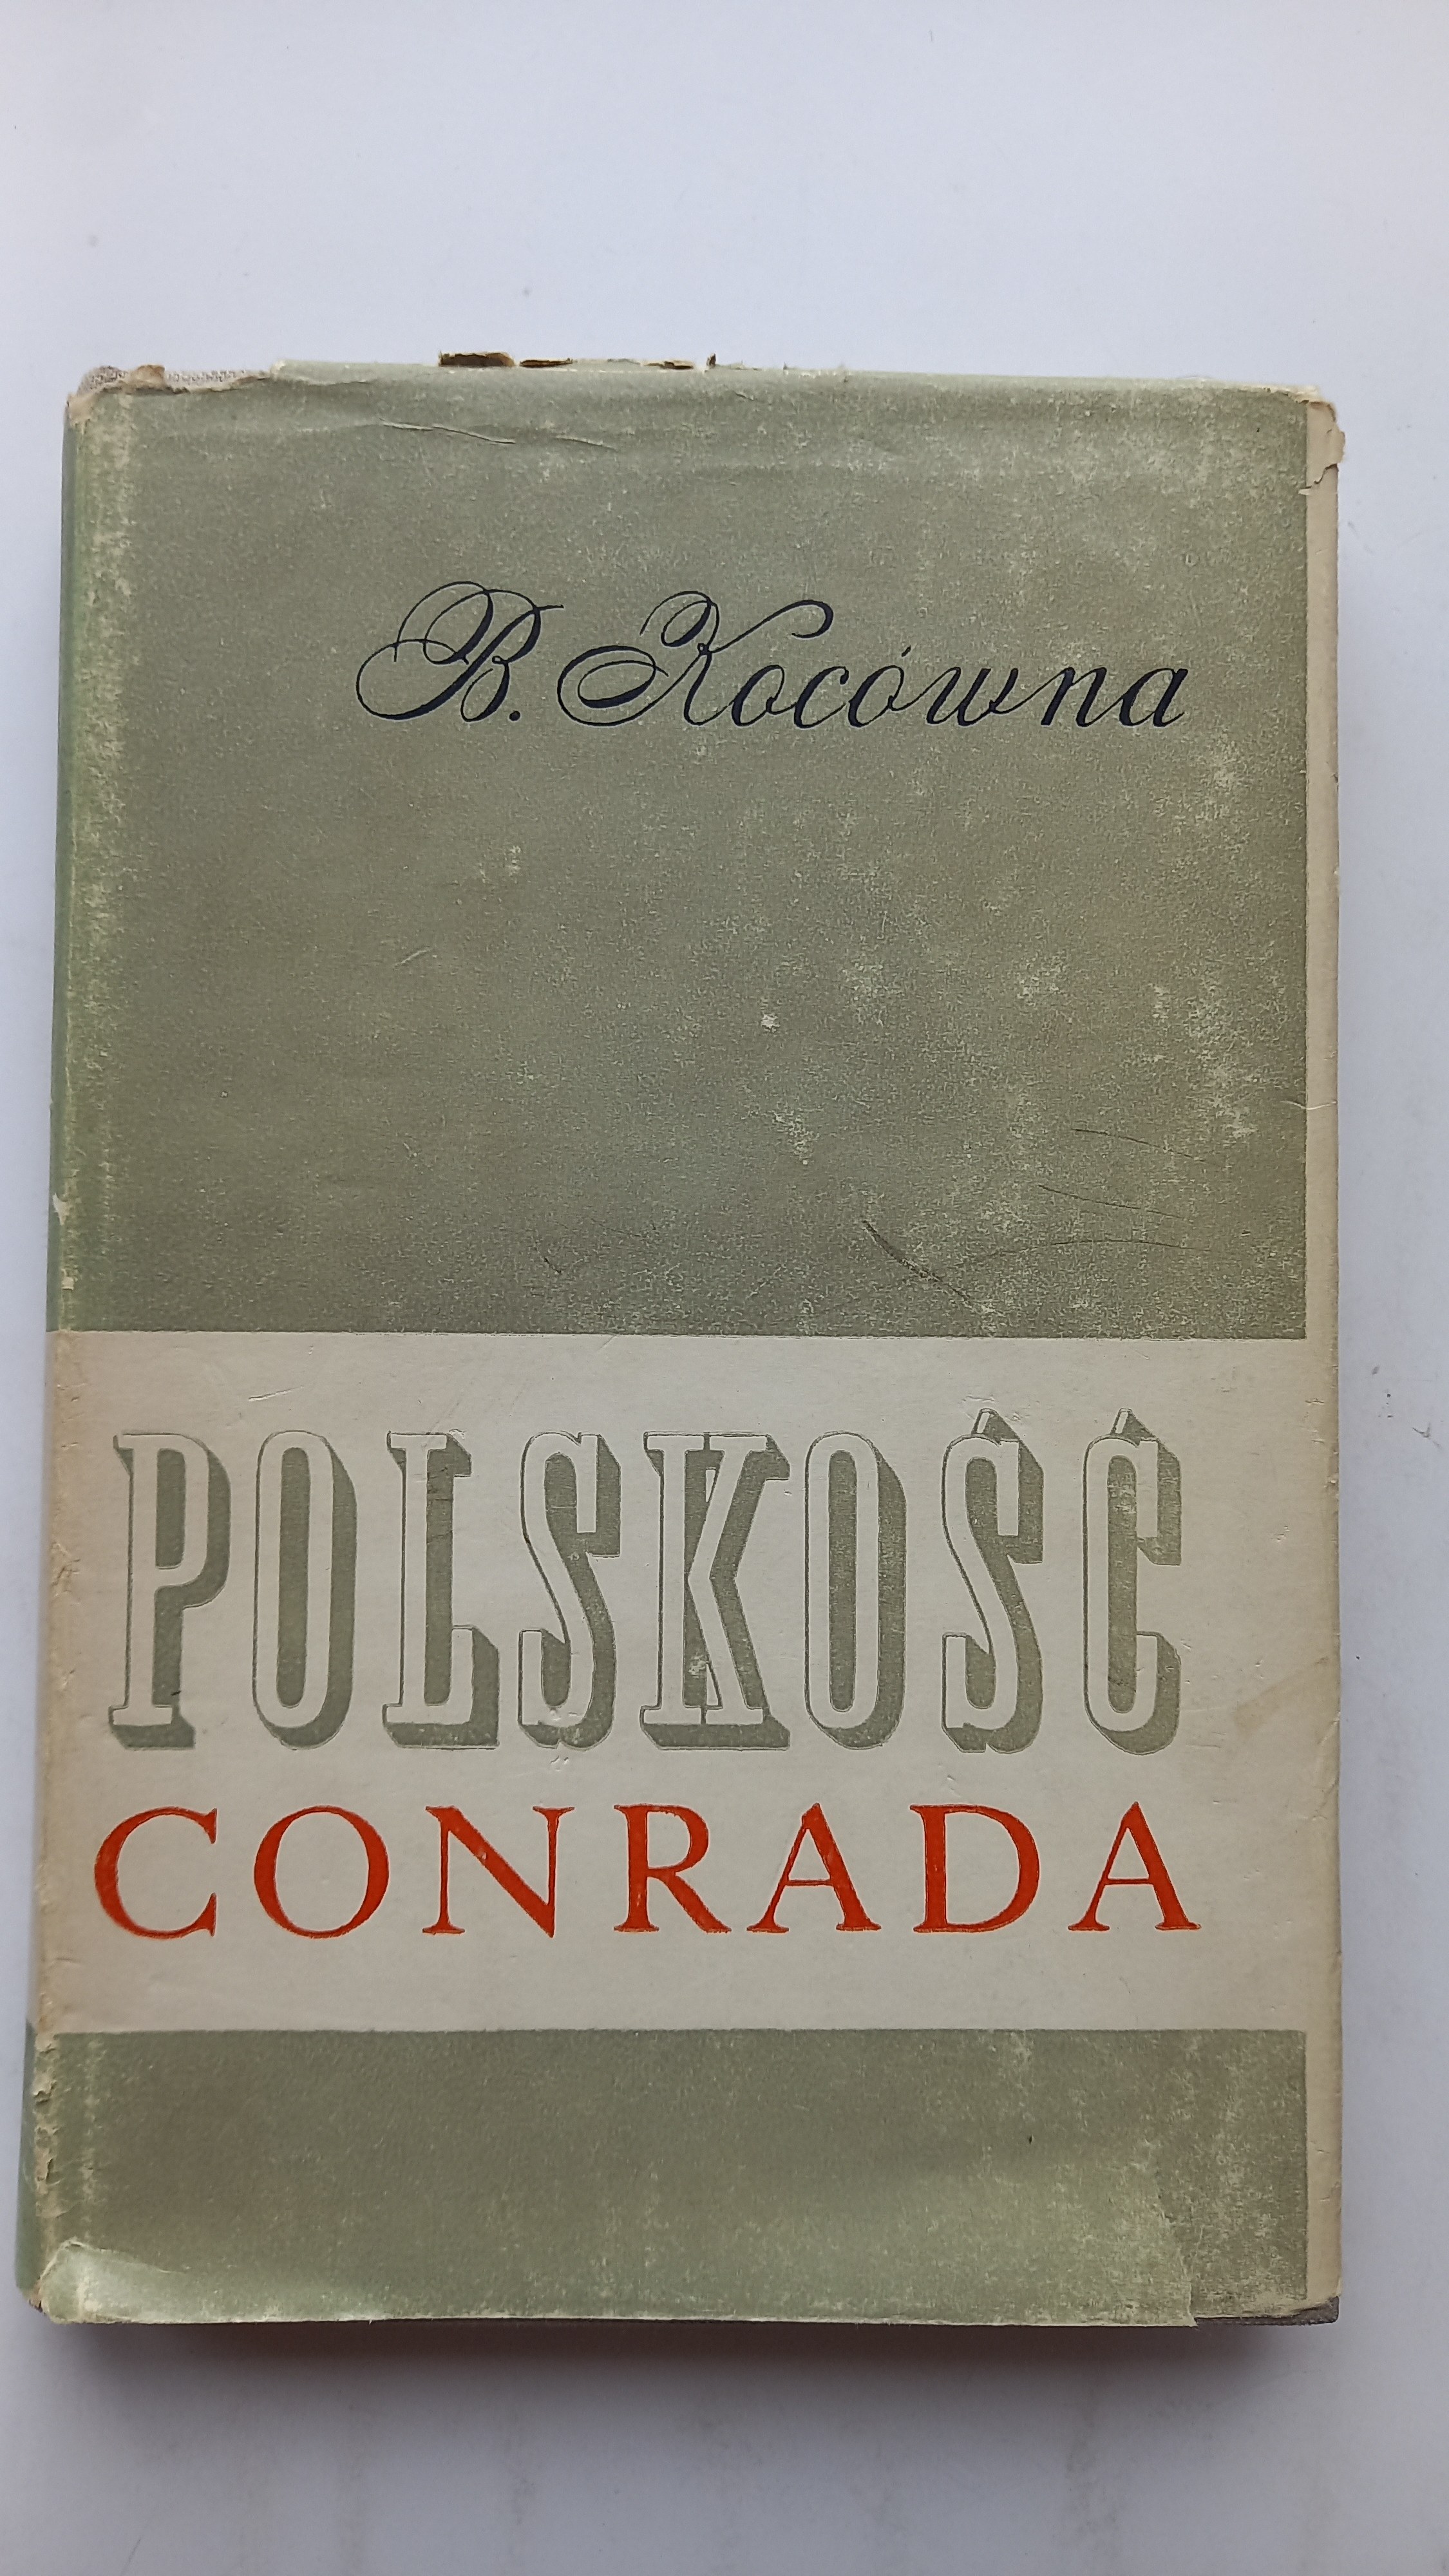 B. Kocówna
POLSKOŚĆ
CONRADA